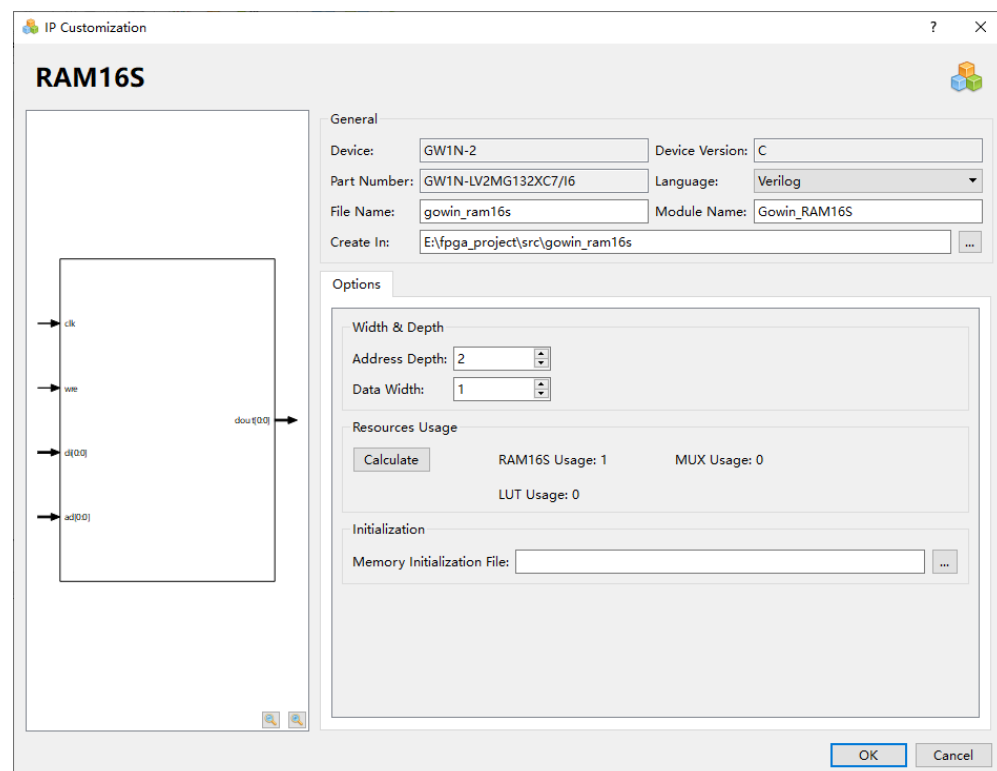 IP Customization
?
RAM16S
clk
wre
di[0:0]
ad[0:0]
dout[0:0]
General
Device: GW1N-2 Device Version: C
Part Number: GW1N-LV2MG132XC7/I6 Language: Verilog
File Name: gowin_ram16s Module Name: Gowin_RAM16S
Create In: E:\fpga_project\src\gowin_ram16s ...
Options
Width & Depth
Address Depth: 2
Data Width: 1
Resources Usage
Calculate RAM16S Usage: 1 MUX Usage: 0
LUT Usage: 0
Initialization
Memory Initialization File: ...
OK Cancel